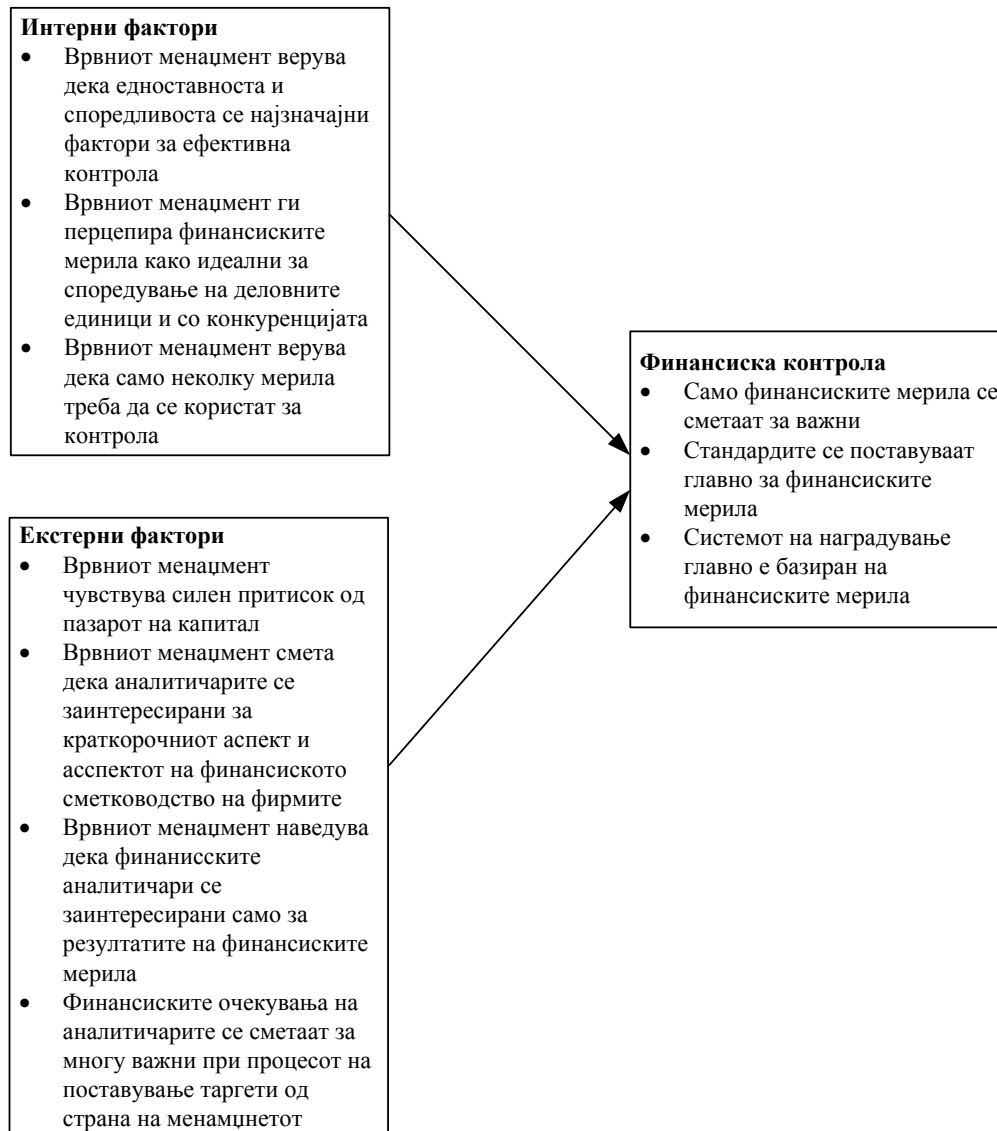 Интерни фактори
• Врвниот менаџмент верува
дека едноставноста и
споредливоста се најзначајни
фактори за ефективна
контрола
• Врвниот менаџмент ги
перцепира финансиските
мерила како идеални за
споредување на деловните
единици и со конкуренцијата
• Врвниот менаџмент верува
дека само неколку мерила
треба да се користат за
контрола
Екстерни фактори
• Врвниот менаџмент
чувствува силен притисок од
пазарот на капитал
• Врвниот менаџмент смета
дека аналитичарите се
заинтересирани за
краткорочниот аспект и
асспектот на финансиското
сметководство на фирмите
• Врвниот менаџмент наведува
дека финанисските
аналитичари се
заинтересирани само за
резултатите на финансиските
мерила
• Финансиските очекувања на
аналитичарите се сметаат за
многу важни при процесот на
поставување таргети од
страна на менамџнетот
Финансиска контрола
• Само финансиските мерила се
сметаат за важни
• Стандардите се поставуваат
главно за финансиските
мерила
• Системот на наградување
главно е базиран на
финансиските мерила